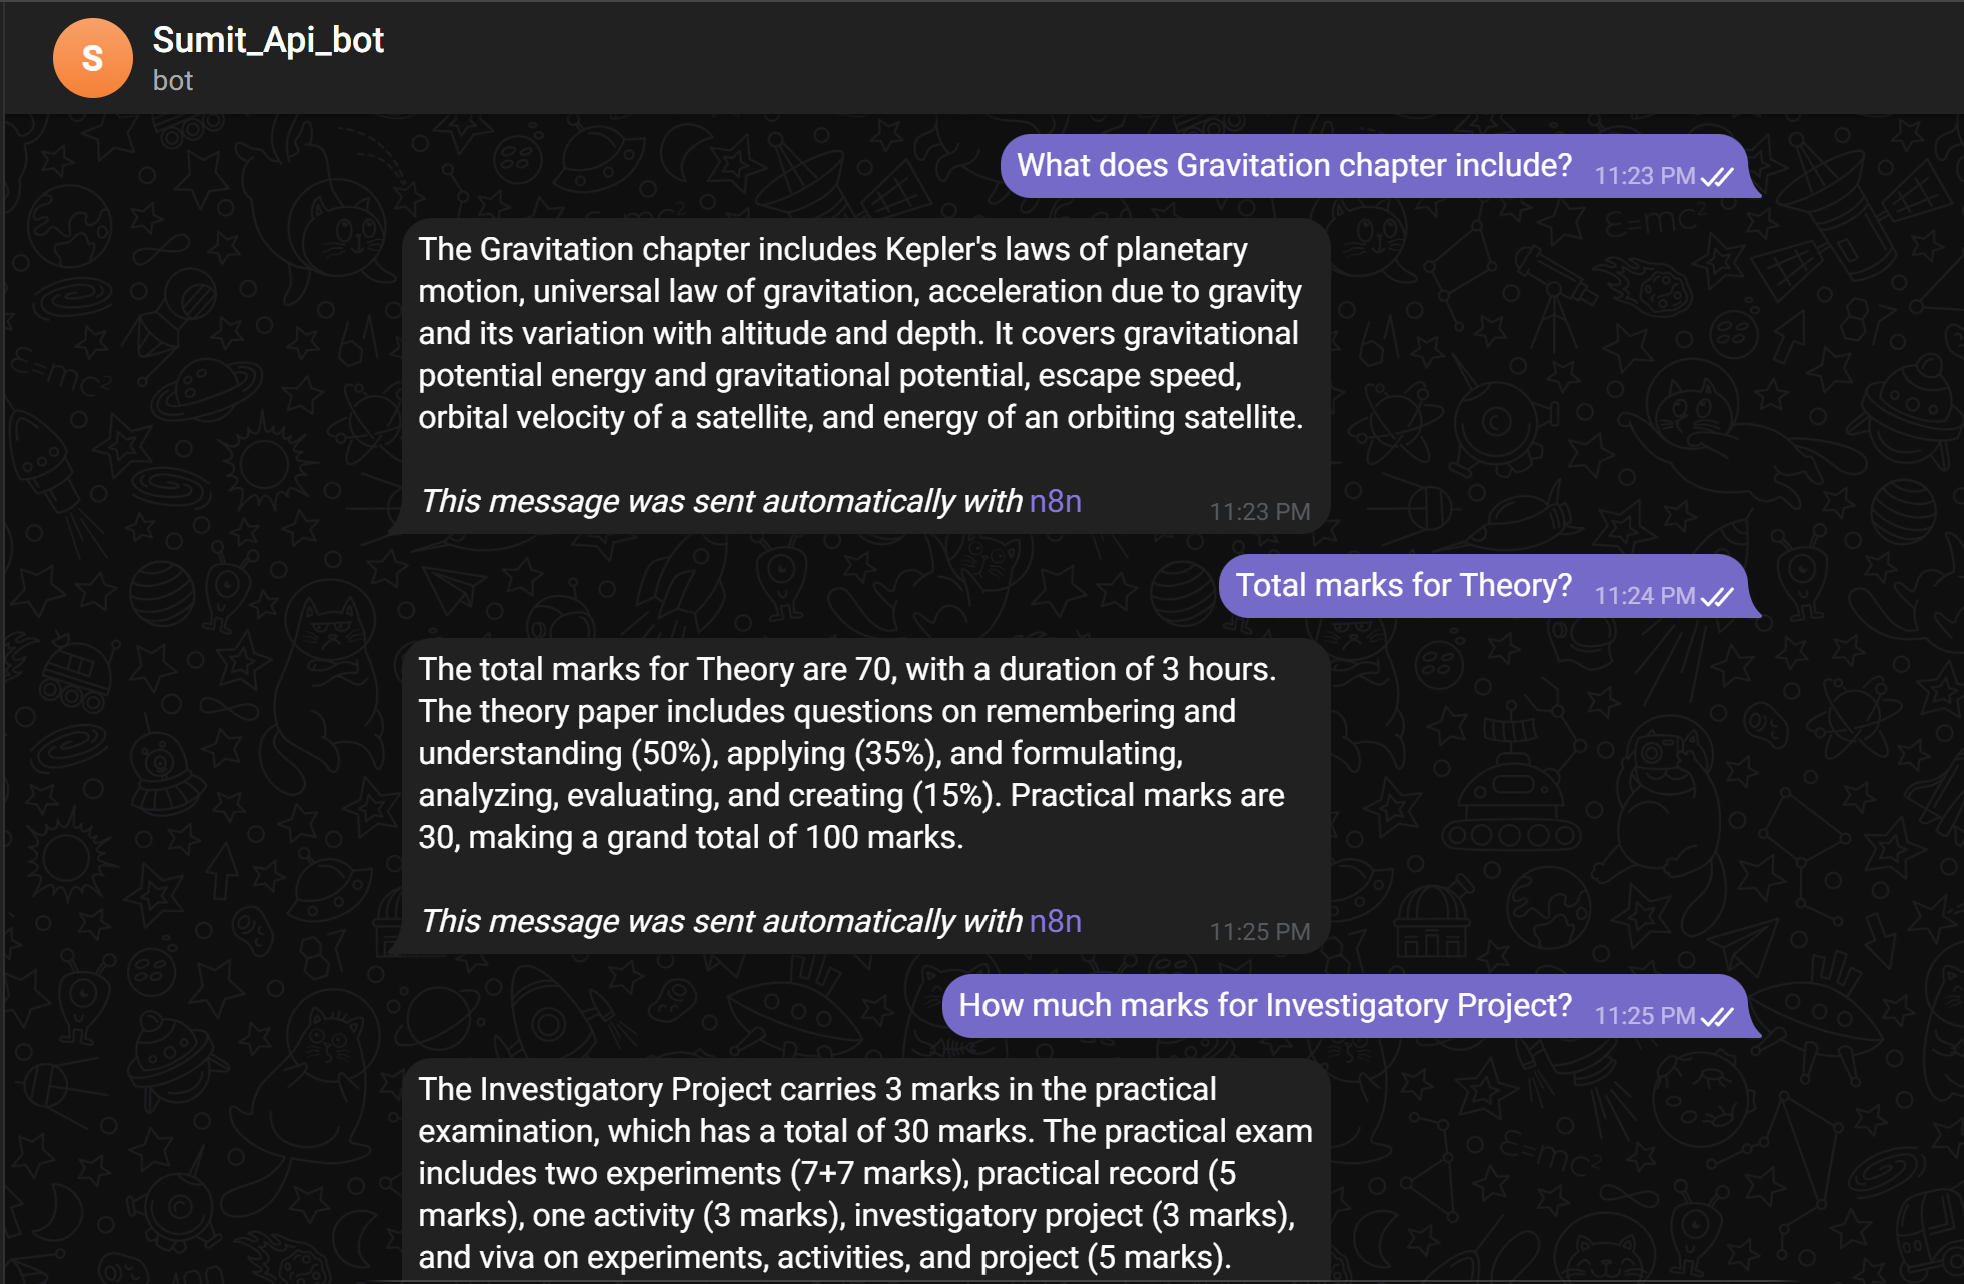 S
Sumit_Api_bot
bot
What does Gravitation chapter include? 11:23 PM
The Gravitation chapter includes Kepler's laws of planetary
motion, universal law of gravitation, acceleration due to gravity
and its variation with altitude and depth. It covers gravitational
potential energy and gravitational potential, escape speed,
orbital velocity of a satellite, and energy of an orbiting satellite.
This message was sent automatically with n8n 11:23 PM
Total marks for Theory? 11:24 PM
The total marks for Theory are 70, with a duration of 3 hours.
The theory paper includes questions on remembering and
understanding (50%), applying (35%), and formulating,
analyzing, evaluating, and creating (15%). Practical marks are
30, making a grand total of 100 marks.
This message was sent automatically with n8n 11:25 PM
How much marks for Investigatory Project? 11:25 PM
The Investigatory Project carries 3 marks in the practical
examination, which has a total of 30 marks. The practical exam
includes two experiments (7+7 marks), practical record (5
marks), one activity (3 marks), investigatory project (3 marks),
and viva on experiments, activities, and project (5 marks).